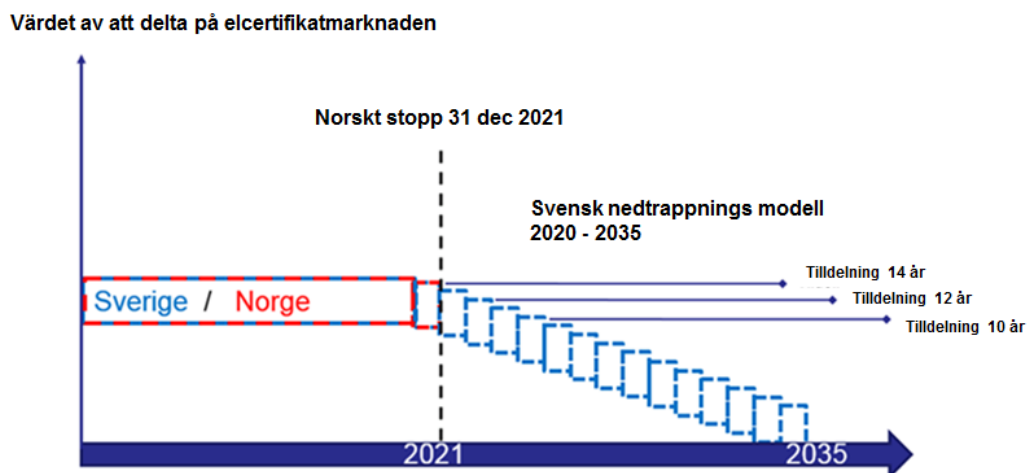 Värdet av att delta på elcertifikatmarknaden
Norskt stopp 31 dec 2021
Svensk nedtrappnings modell
2020 - 2035
Tilldelning 14 år
Sverige / Norge
Tilldelning 12 år
Tilldelning 10 år
2021
2035